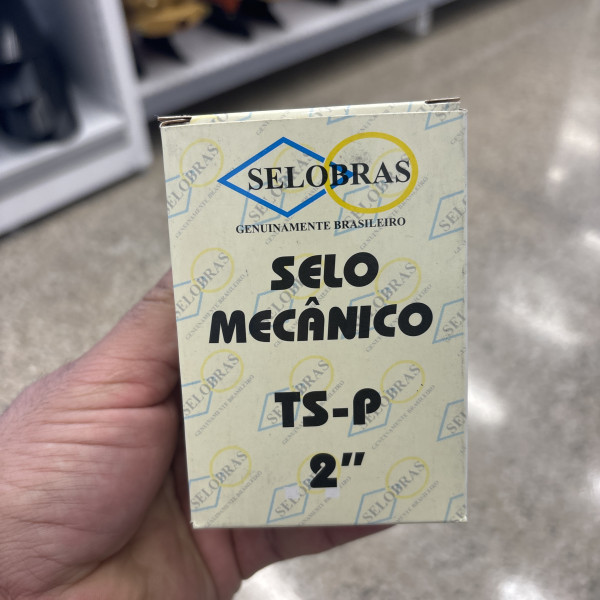 SELOBRAS
GENUINAMENTE BRASILEIRO
SELO
MECÂNICO
TS-P
2"